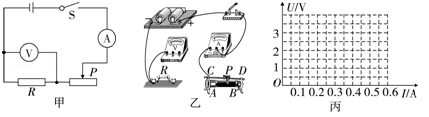 S
A
V
R
P
甲
+
V
A
R
C P D
A B
乙
U/V
3
2
1
O
0.1 0.2 0.3 0.4 0.5 0.6 I/A
丙